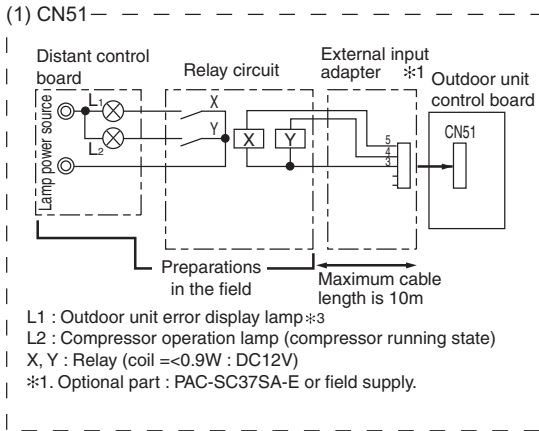 (1) CN51
Distant control
board
Relay circuit
External input
adapter ※1
Outdoor unit
control board
Lamp power source
L1
L2
X
Y
X
Y
5
4
3
CN51
Preparations
in the field
Maximum cable
length is 10m
L1 : Outdoor unit error display lamp※3
L2 : Compressor operation lamp (compressor running state)
X, Y : Relay (coil =<0.9W : DC12V)
※1. Optional part : PAC-SC37SA-E or field supply.